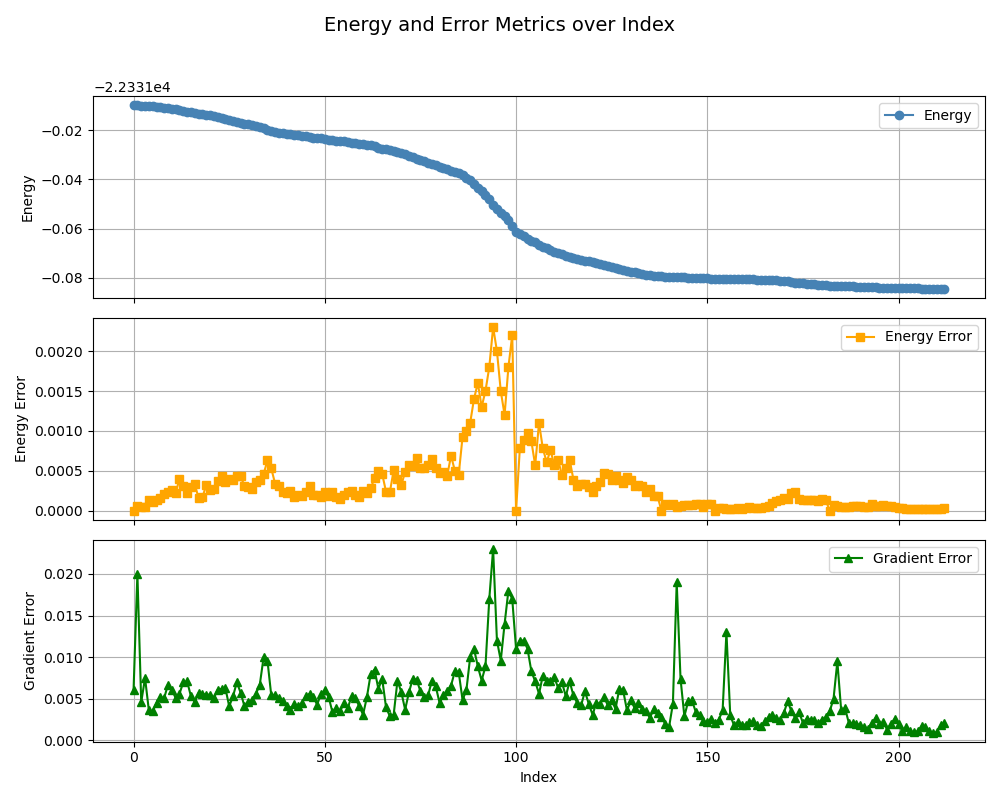 Energy and Error Metrics over Index
−2.2331e4
Energy
−0.02
−0.04
−0.06
−0.08
Energy
Energy Error
0.0020
0.0015
0.0010
0.0005
0.0000
Energy Error
Gradient Error
0.020
0.015
0.010
0.005
0.000
Gradient Error
0 50 100 150 200
Index